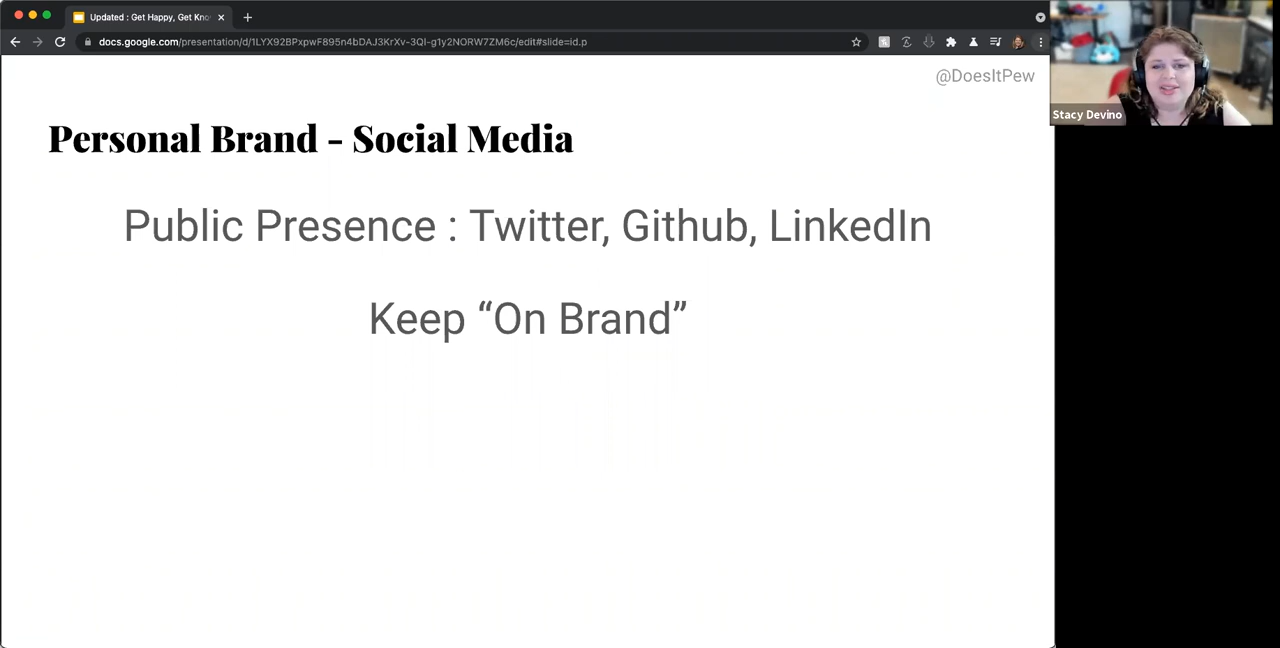 Updated : Get Happy, Get Kno
docs.google.com/presentation/d/1LYX92BPxpwF895n4bDAJ3KrXv-3QI-g1y2NORW7ZM6c/edit#slide=id.p
@DoesItPew
Stacy Devino
Personal Brand - Social Media
Public Presence : Twitter, Github, LinkedIn
Keep “On Brand”